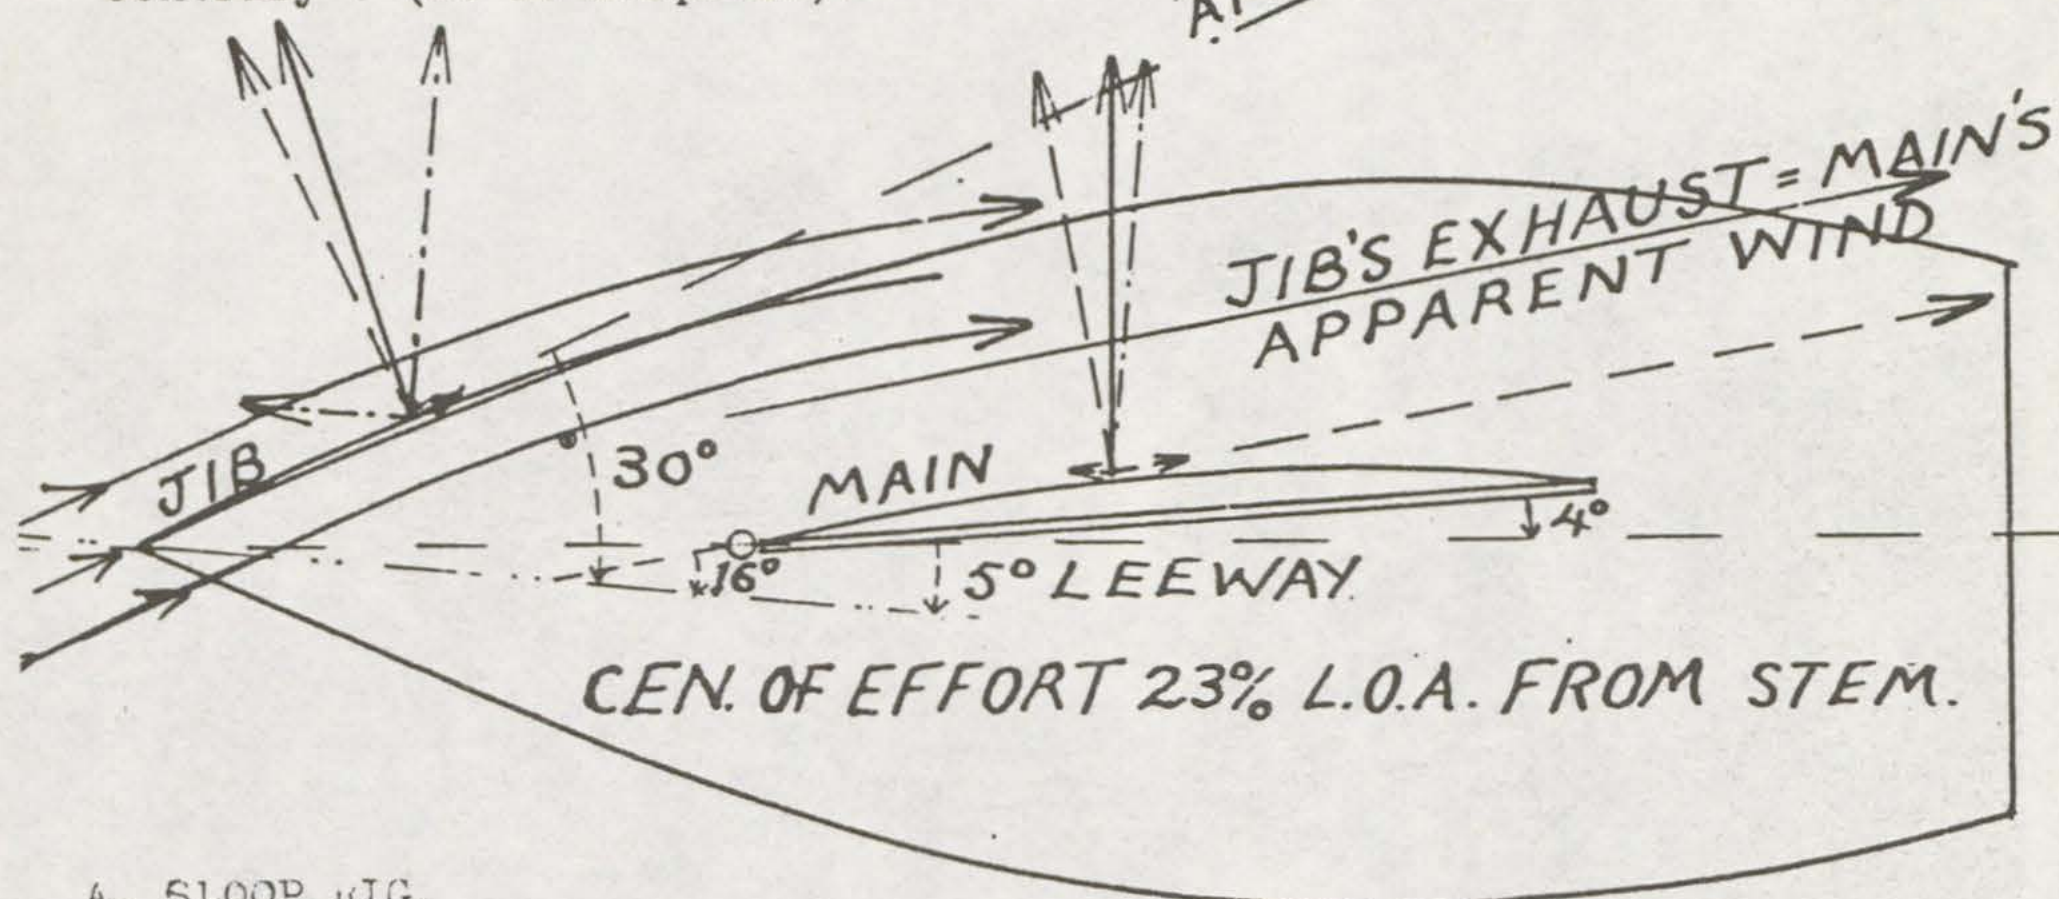 JIB'S EXHAUST = MAIN'S
APPARENT WIND
JIB
30°
MAIN
4°
16°
5° LEEWAY
CEN. OF EFFORT 23% L.O.A. FROM STEM.
A. SLOOP RIG